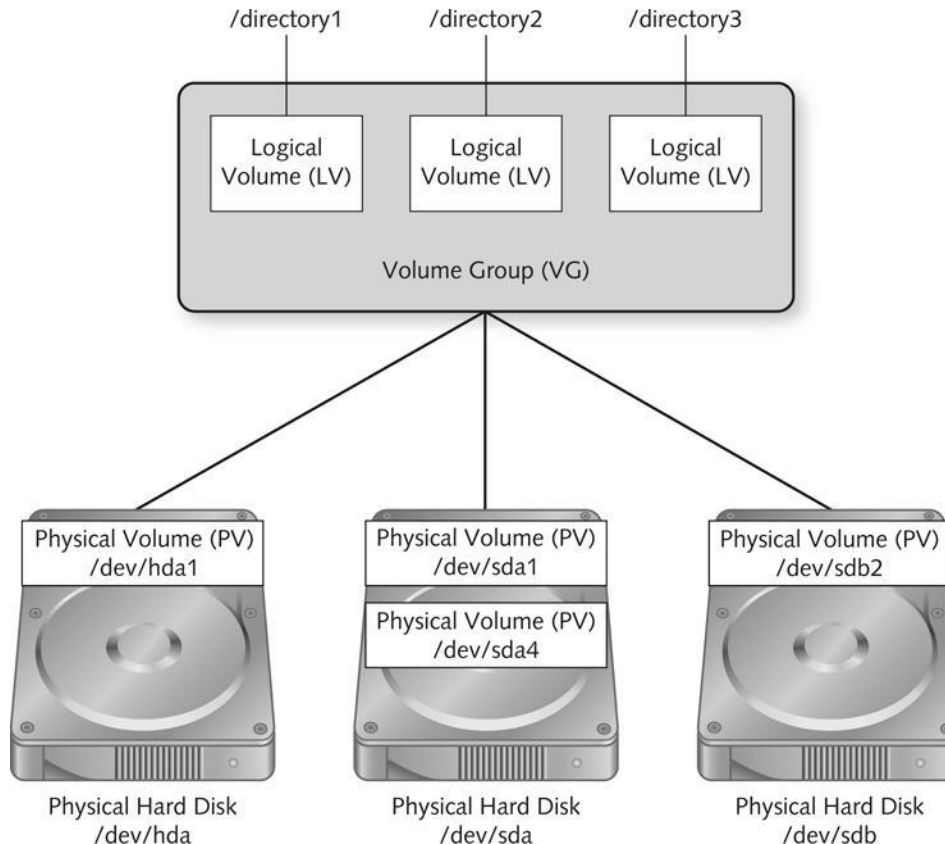 /directory1
/directory2
/directory3
Logical
Volume (LV)
Logical
Volume (LV)
Logical
Volume (LV)
Volume Group (VG)
Physical Volume (PV)
/dev/hda1
Physical Volume (PV)
/dev/sda1
Physical Volume (PV)
/dev/sda4
Physical Volume (PV)
/dev/sdb2
Physical Hard Disk
/dev/hda
Physical Hard Disk
/dev/sda
Physical Hard Disk
/dev/sdb